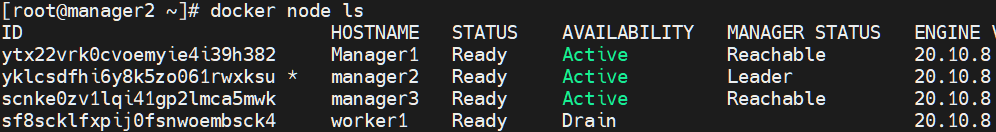 [root@manager2 ~]# docker node ls
ID HOSTNAME STATUS AVAILABILITY MANAGER STATUS ENGINE V
ytx22vrk0cvoemyie4i39h382 Manager1 Ready Active Reachable 20.10.8
yklcsdfhi6y8k5zo061rwxksu * manager2 Ready Active Leader 20.10.8
scnke0zv1lqi41gp2lmca5mwk manager3 Ready Active Reachable 20.10.8
sf8scklfxpij0fsnwoembsck4 worker1 Ready Drain 20.10.8